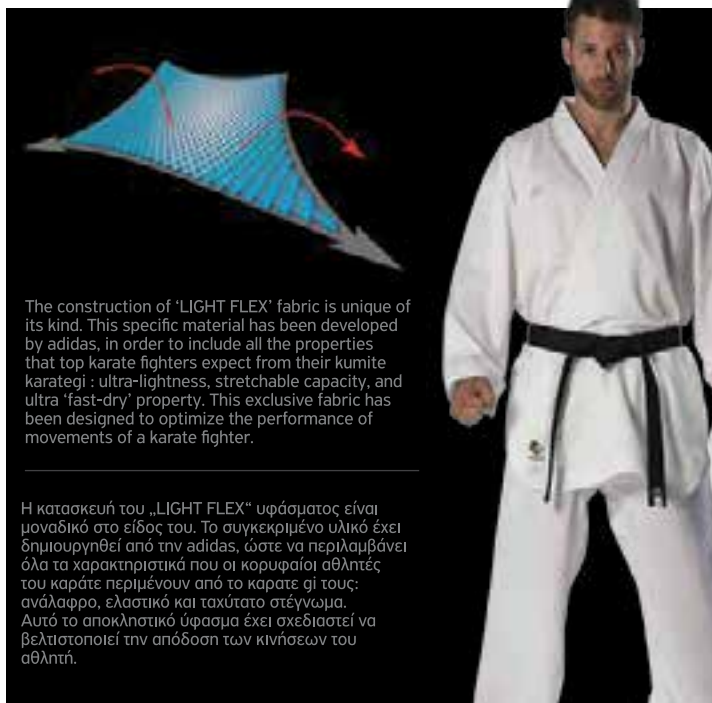 The construction of ‘LIGHT FLEX’ fabric is unique of
its kind. This specific material has been developed
by adidas, in order to include all the properties
that top karate fighters expect from their kumite
karategi : ultra-lightness, stretchable capacity, and
ultra ‘fast-dry’ property. This exclusive fabric has
been designed to optimize the performance of
movements of a karate fighter.
Η κατασκευή του „LIGHT FLEX“ υφάσματος είναι
μοναδικό στο είδος του. Το συγκεκριμένο υλικό έχει
δημιουργηθεί από την adidas, ώστε να περιλαμβάνει
όλα τα χαρακτηριστικά που οι κορυφαίοι αθλητές
του καράτε περιμένουν από το καρατε gi τους:
ανάλαφρο, ελαστικό και ταχύτατο στέγνωμα.
Αυτό το αποκληστικό ύφασμα έχει σχεδιαστεί να
βελτιστοποιεί την απόδοση των κινήσεων του
αθλητή.